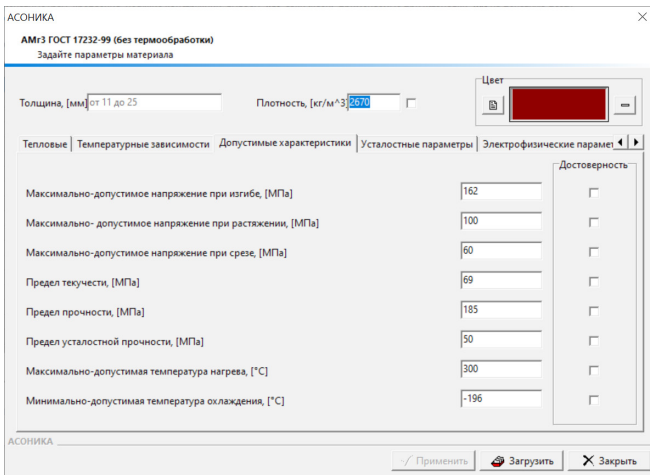 АСОНИКА
АМг3 ГОСТ 17232-99 (без термообработки)
Задайте параметры материала
Толщина, [мм] от 11 до 25 Плотность, [кг/м^3] 2670 Цвет
Тепловые Температурные зависимости Допустимые характеристики Усталостные параметры Электрофизические парамет
Достоверность
Максимально-допустимое напряжение при изгибе, [МПа] 162
Максимально- допустимое напряжение при растяжении, [МПа] 100
Максимально-допустимое напряжение при срезе, [МПа] 60
Предел текучести, [МПа] 69
Предел прочности, [МПа] 185
Предел усталостной прочности, [МПа] 50
Максимально-допустимая температура нагрева, [°C] 300
Минимально-допустимая температура охлаждения, [°C] -196
АСОНИКА
Применить Загрузить Закрыть